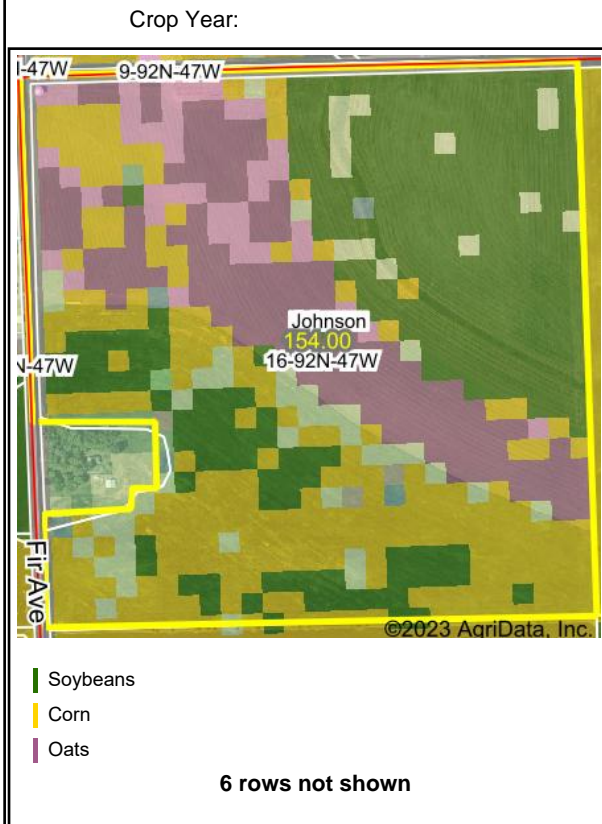 Crop Year:
I-47W
9-92N-47W
Johnson
154.00
16-92N-47W
N-47W
Fir Ave
©2023 AgriData, Inc.
Soybeans
Corn
Oats
6 rows not shown